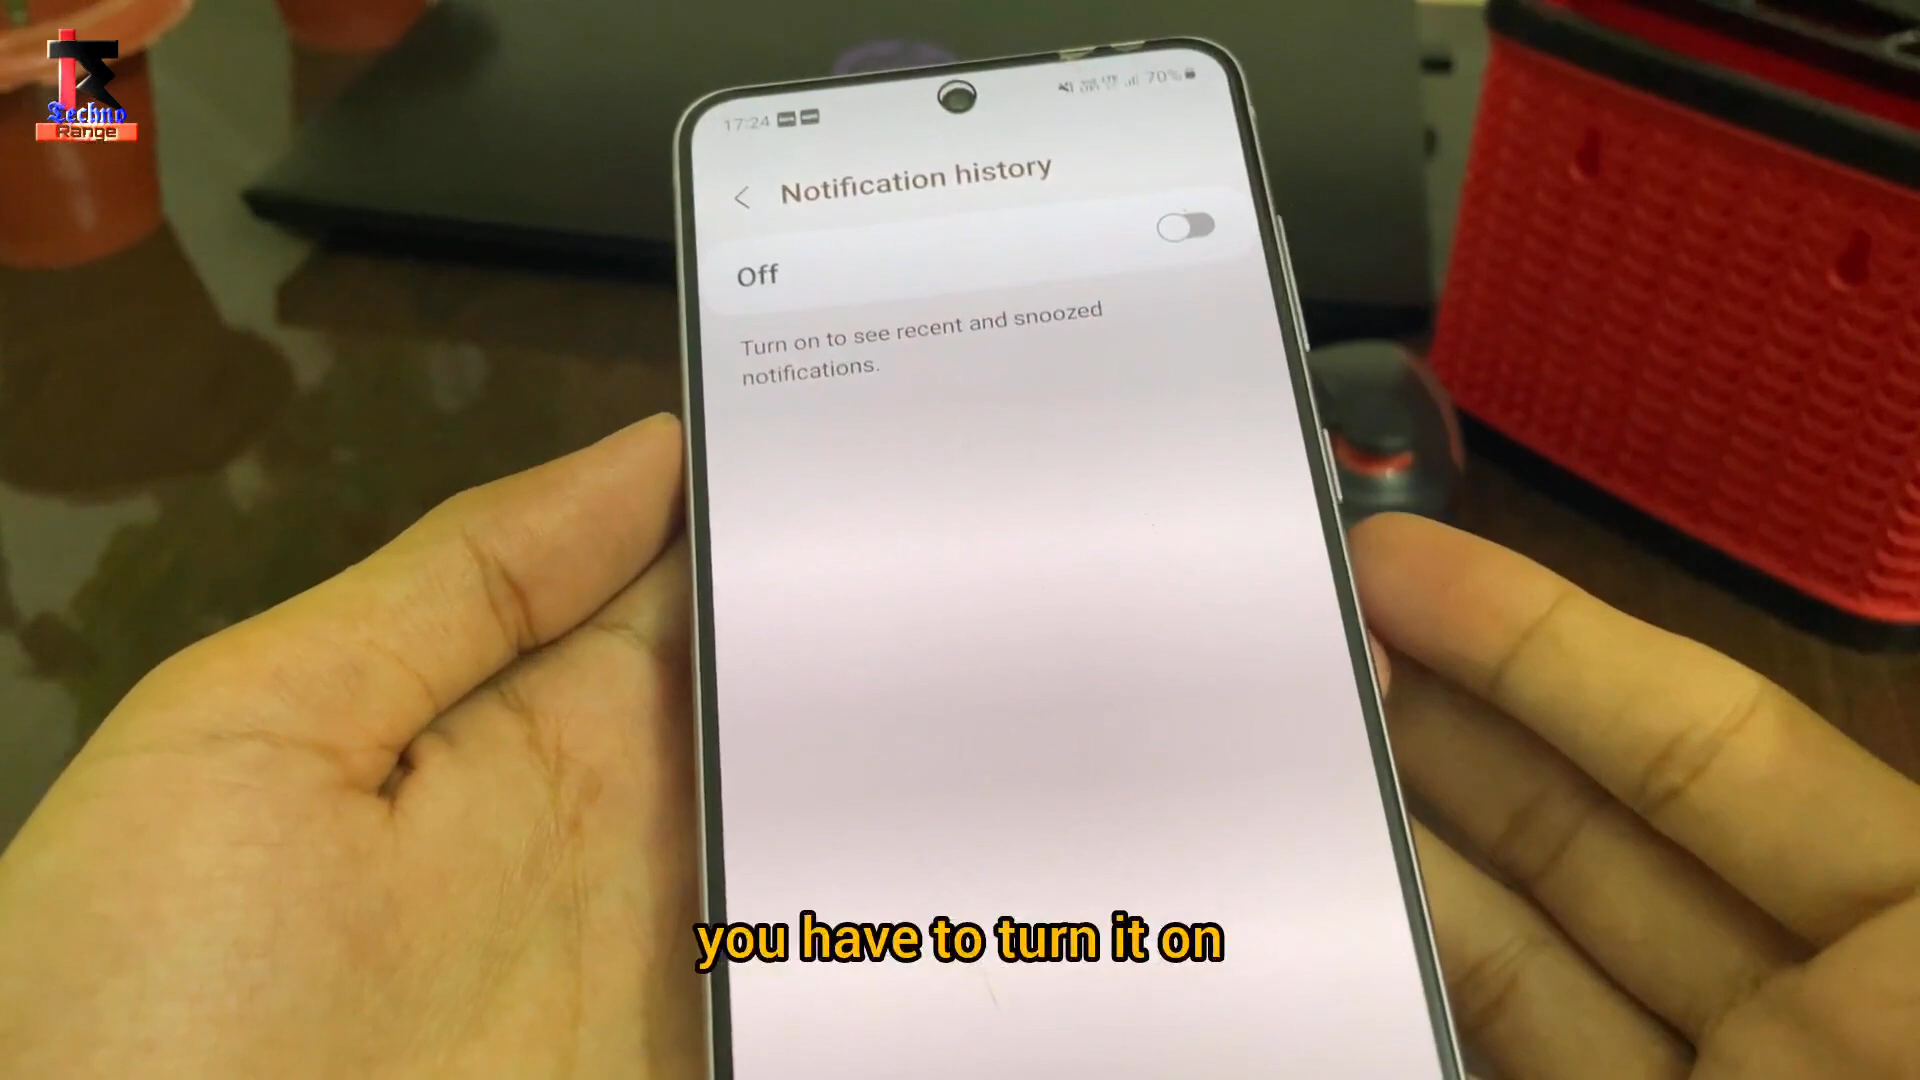 Techno
Range
17:24
70%
Notification history
Off
Turn on to see recent and snoozed
notifications.
you have to turn it on